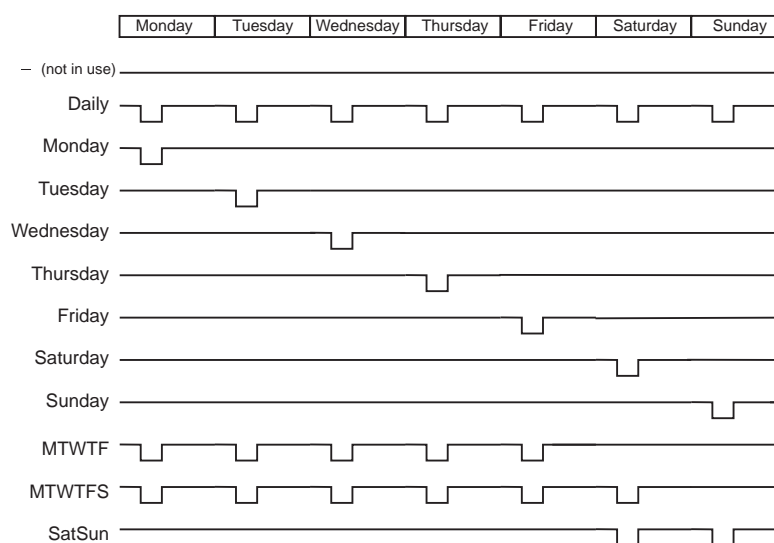 Monday Tuesday Wednesday Thursday Friday Saturday Sunday
– (not in use)
Daily
Monday
Tuesday
Wednesday
Thursday
Friday
Saturday
Sunday
MTWTF
MTWTFS
SatSun